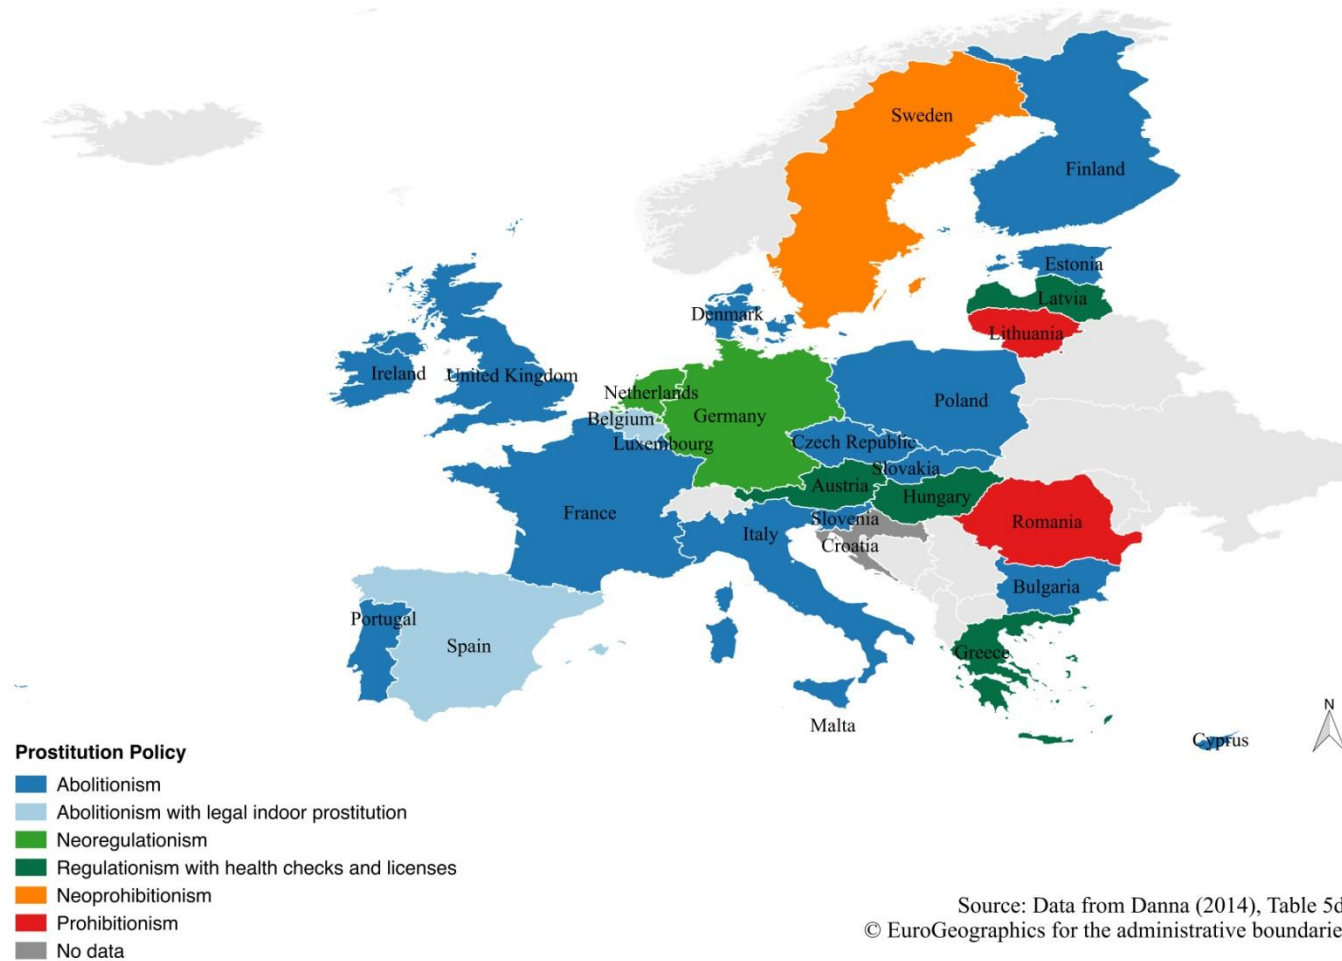 Sweden
Finland
Estonia
Latvia
Denmark
Lithuania
Ireland
United Kingdom
Netherlands
Poland
Belgium
Germany
Luxembourg
Czech Republic
Slovakia
Austria
Hungary
France
Slovenia
Romania
Italy
Croatia
Bulgaria
Portugal
Spain
Greece
Malta
Cyprus
N
Prostitution Policy
Abolitionism
Abolitionism with legal indoor prostitution
Neoregulationism
Regulationism with health checks and licenses
Neoprohibitionism
Prohibitionism
No data
Source: Data from Danna (2014), Table 5d
© EuroGeographics for the administrative boundarie